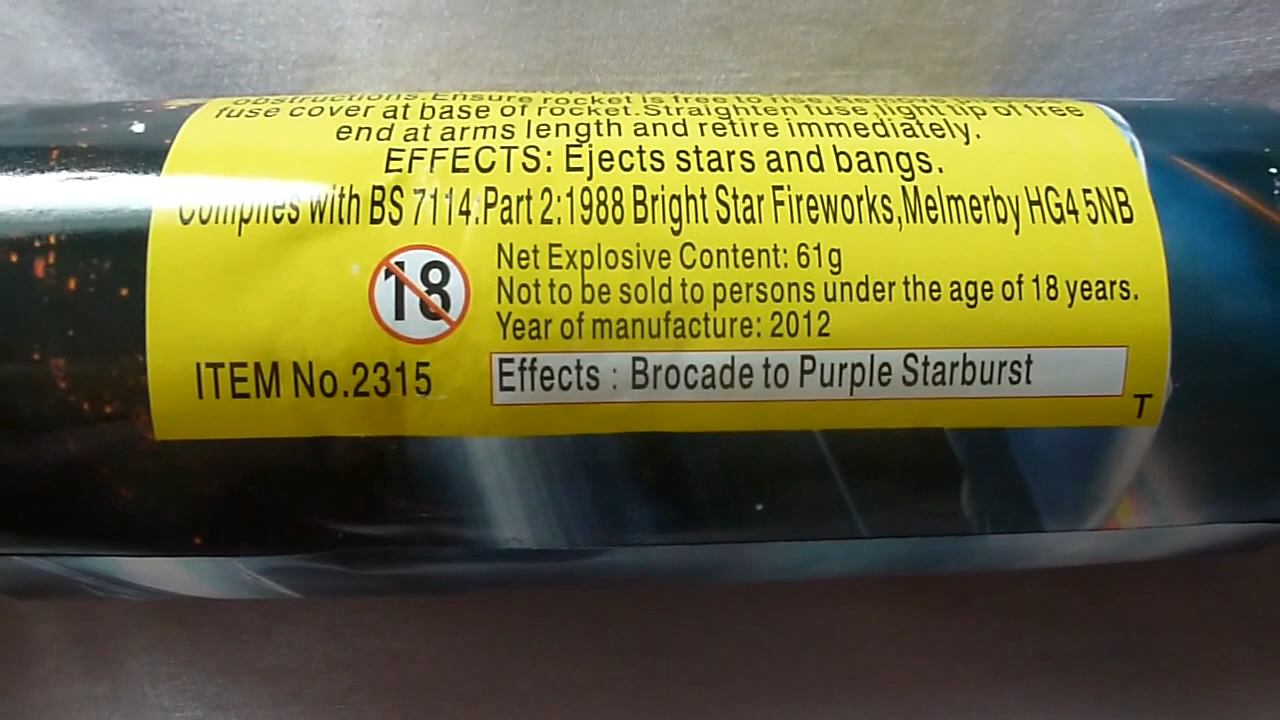 obstructions.Ensure rocket is free to
fuse cover at base of rocket.Straighten fuse,light tip of free
end at arms length and retire immediately.
EFFECTS: Ejects stars and bangs.
Complies with BS 7114:Part 2:1988 Bright Star Fireworks,Melmerby HG4 5NB
18
Net Explosive Content: 61g
Not to be sold to persons under the age of 18 years.
Year of manufacture: 2012
ITEM No.2315
Effects : Brocade to Purple Starburst
T